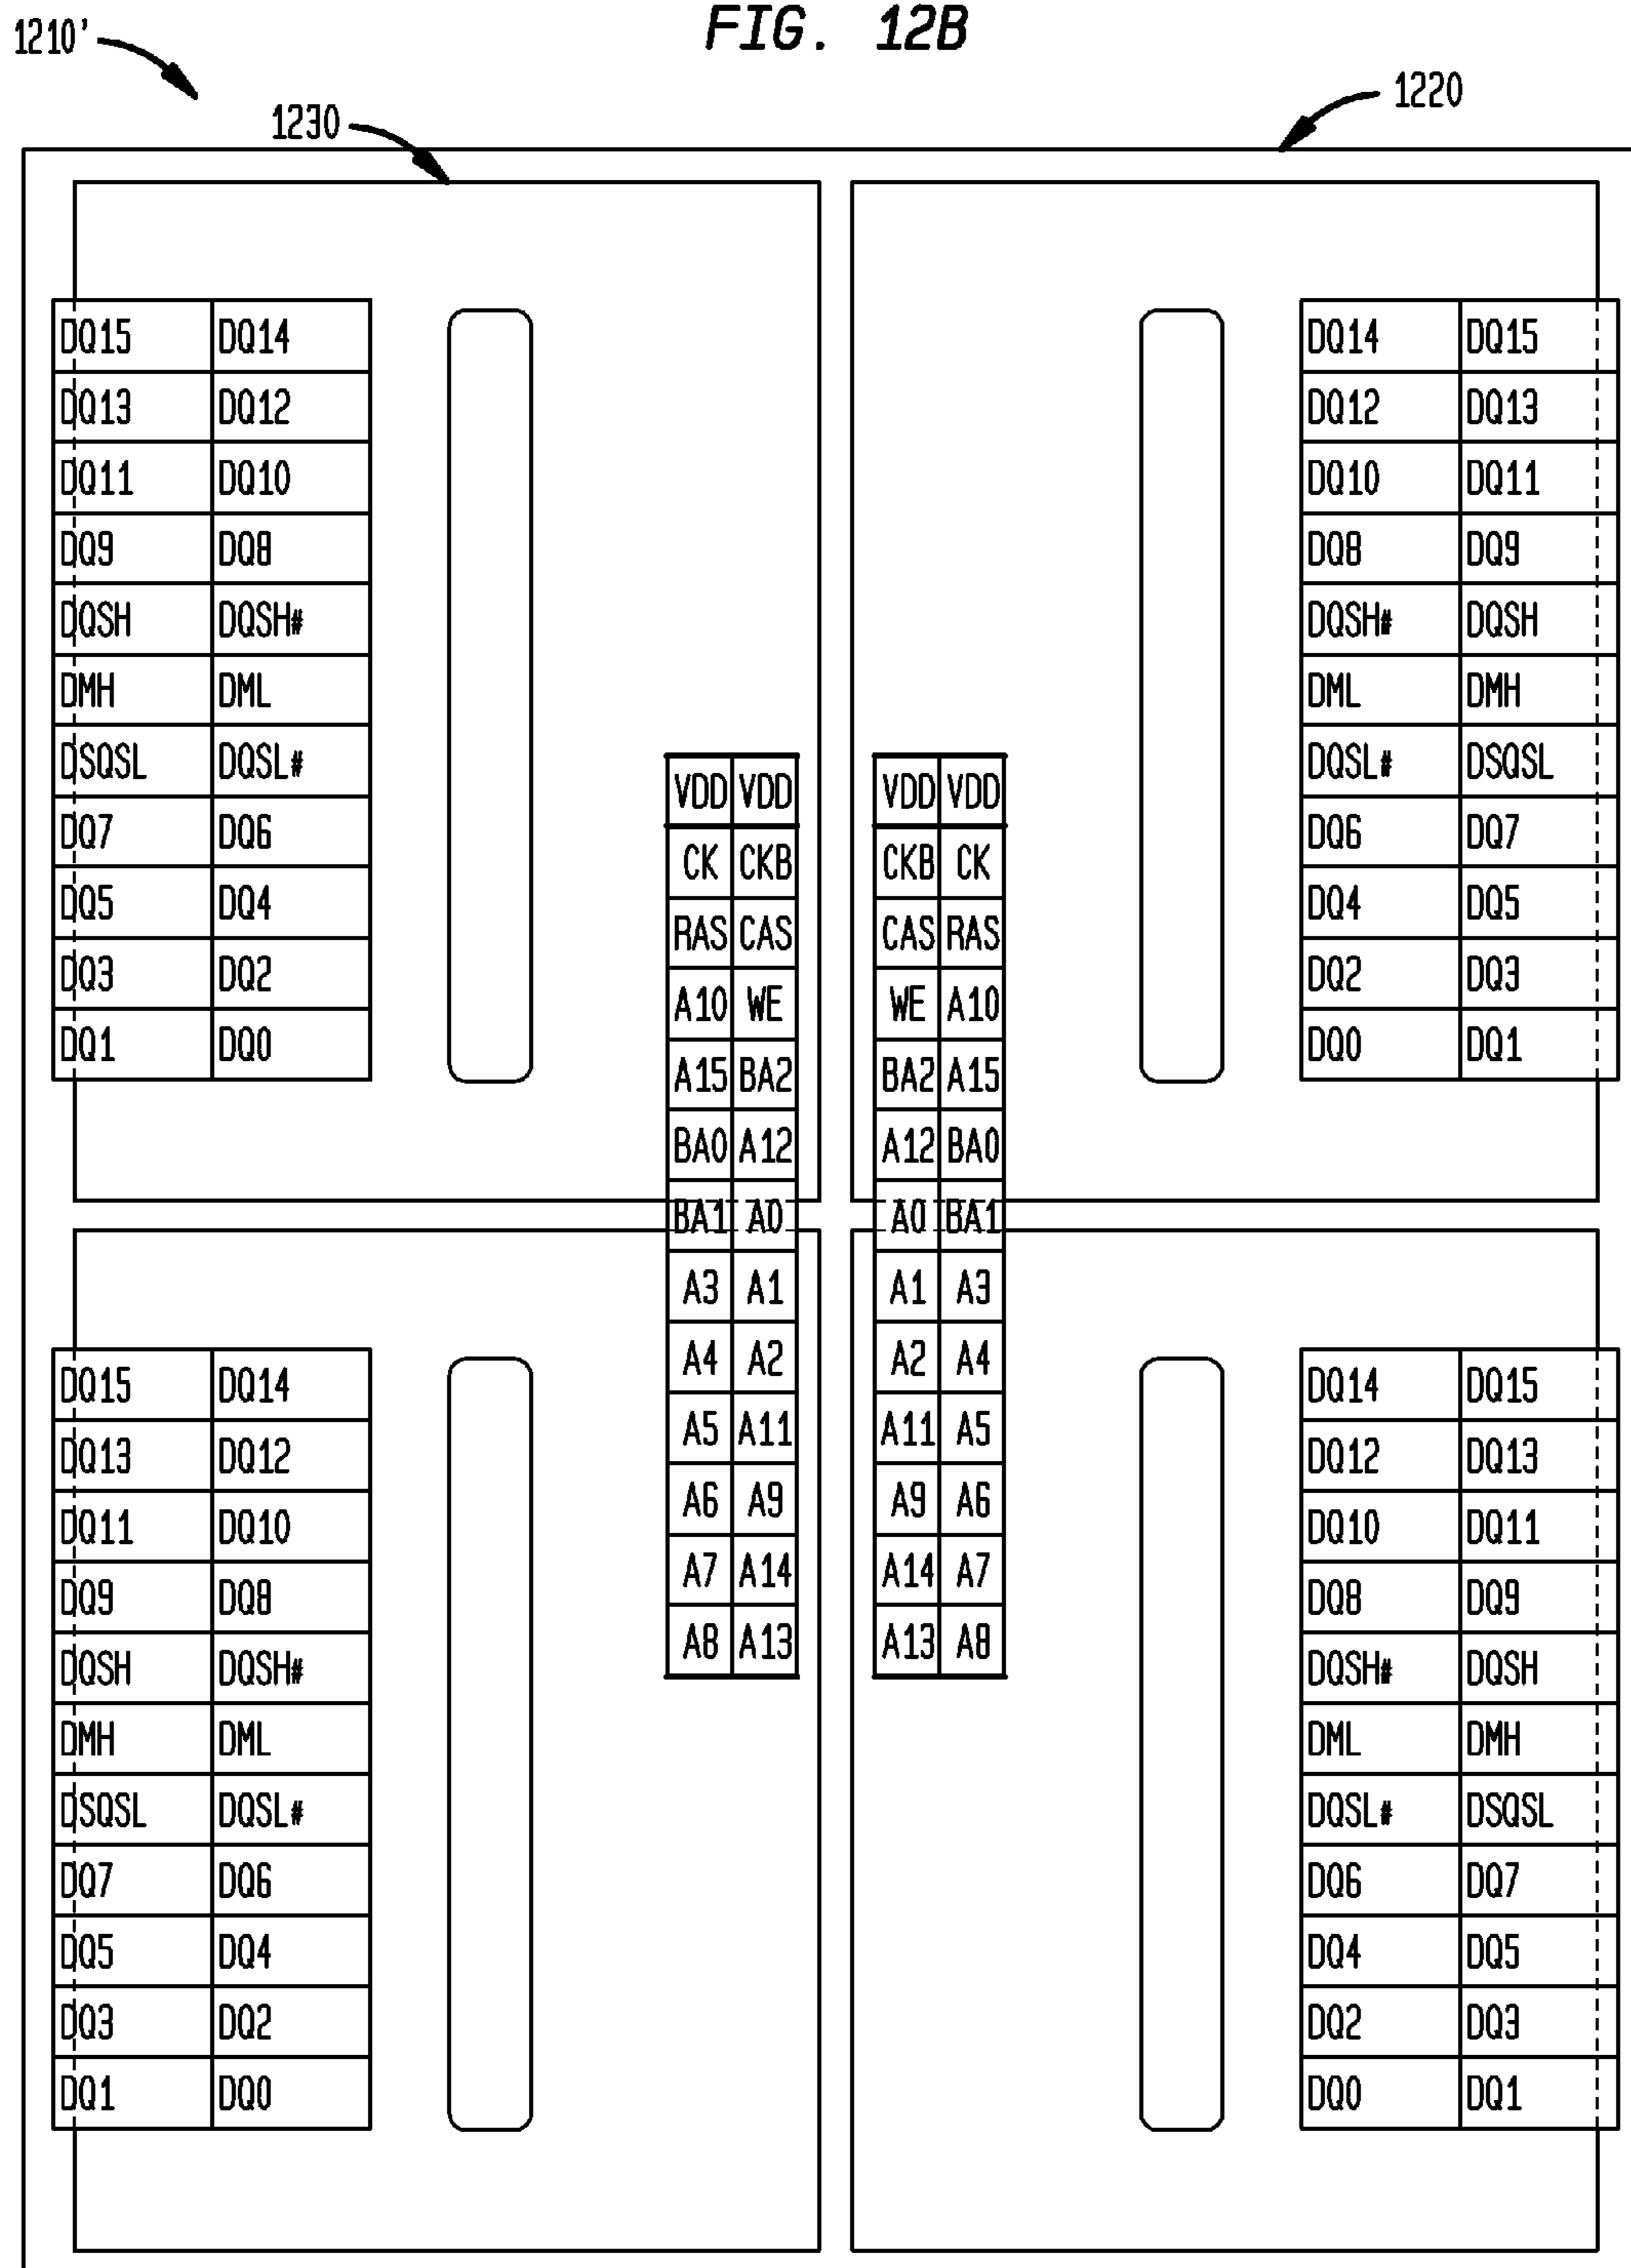 FIG. 12B
1210'
1230
1220
DQ15 DQ14 DQ14 DQ15
DQ13 DQ12 DQ12 DQ13
DQ11 DQ10 DQ10 DQ11
DQ9 DQ8 DQ8 DQ9
DQSH DQSH# DQSH# DQSH
DMH DML DML DMH
DSQSL DQSL# DQSL# DSQSL
VDD VDD VDD VDD
DQ7 DQ6 DQ6 DQ7
CK CKB CKB CK
DQ5 DQ4 DQ4 DQ5
RAS CAS CAS RAS
DQ3 DQ2 DQ2 DQ3
A10 WE WE A10
DQ1 DQ0 DQ0 DQ1
A15 BA2 BA2 A15
BA0 A12 A12 BA0
BA1 A0 A0 BA1
A3 A1 A1 A3
A4 A2 A2 A4
DQ15 DQ14 DQ14 DQ15
A5 A11 A11 A5
DQ13 DQ12 DQ12 DQ13
A6 A9 A9 A6
DQ11 DQ10 DQ10 DQ11
A7 A14 A14 A7
DQ9 DQ8 DQ8 DQ9
A8 A13 A13 A8
DQSH DQSH# DQSH# DQSH
DMH DML DML DMH
DSQSL DQSL# DQSL# DSQSL
DQ7 DQ6 DQ6 DQ7
DQ5 DQ4 DQ4 DQ5
DQ3 DQ2 DQ2 DQ3
DQ1 DQ0 DQ0 DQ1